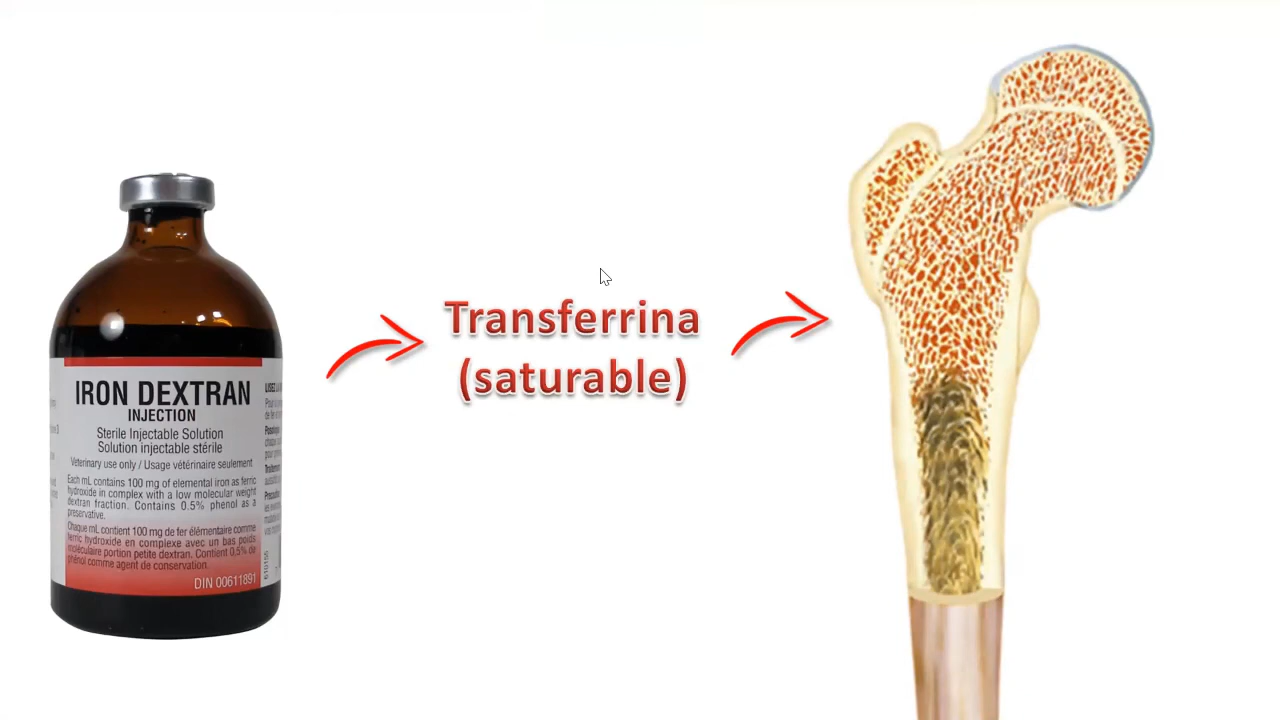 IRON DEXTRAN
INJECTION
Sterile Injectable Solution
Solution injectable stérile
Veterinary use only / Usage vétérinaire seulement
Each mL contains 100 mg of elemental iron as ferric
hydroxide in complex with a low molecular weight
dextran fraction. Contains 0.5% phenol as a
preservative.
Chaque mL contient 100 mg de fer élémentaire comme
ferric hydroxide en complexe avec un bas poids
moléculaire portion petite dextran. Contient 0,5% de
phénol comme agent de conservation.
DIN 00611891
Transferrina
(saturable)